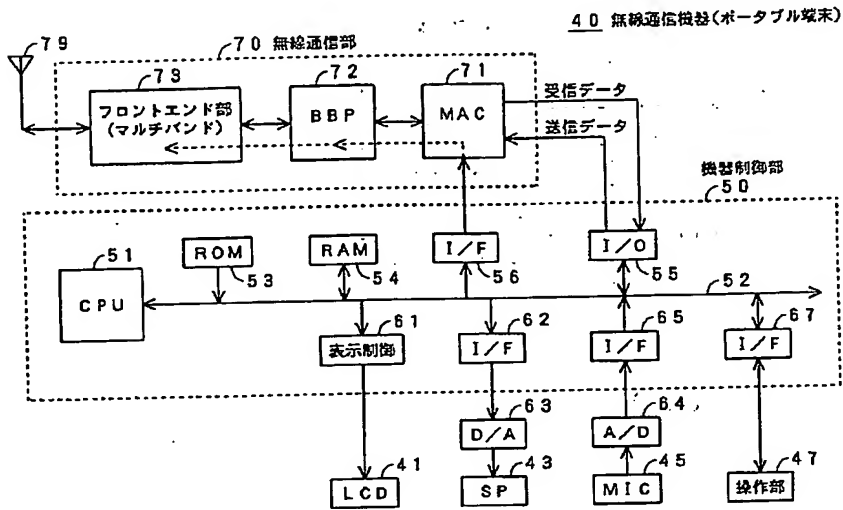 40 無線通信機器(ポータブル端末)
79
70 無線通信部
73
72
71
フロントエンド部
(マルチバンド)
BBP
MAC
受信データ
送信データ
機器制御部
50
51
CPU
ROM
53
RAM
54
I/F
56
I/O
55
52
61
表示制御
62
I/F
65
I/F
67
I/F
63
D/A
64
A/D
41
LCD
43
SP
45
MIC
47
操作部